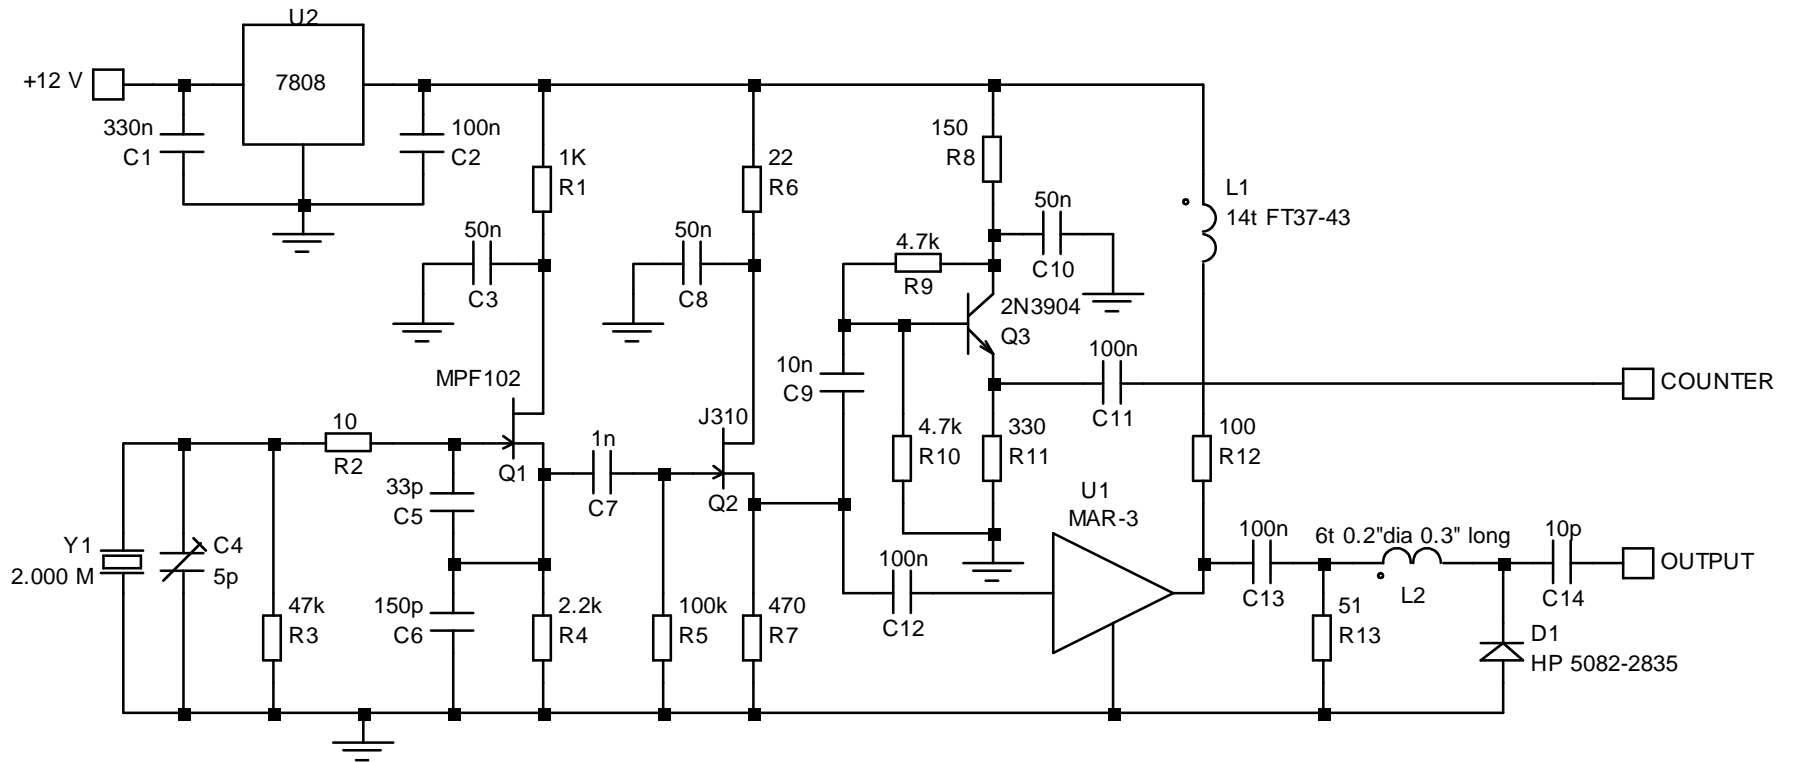 U2
+12 V
7808
330n
C1
100n
C2
1K
R1
22
R6
150
R8
L1
14t FT37-43
50n
C3
50n
C8
4.7k
R9
50n
C10
2N3904
Q3
MPF102
Q1
J310
Q2
10n
C9
100n
C11
COUNTER
10
R2
1n
C7
4.7k
R10
330
R11
100
R12
33p
C5
Y1
2.000 M
C4
5p
U1
MAR-3
100n
C12
100n
C13
6t 0.2"dia 0.3" long
L2
10p
C14
OUTPUT
47k
R3
150p
C6
2.2k
R4
100k
R5
470
R7
51
R13
D1
HP 5082-2835